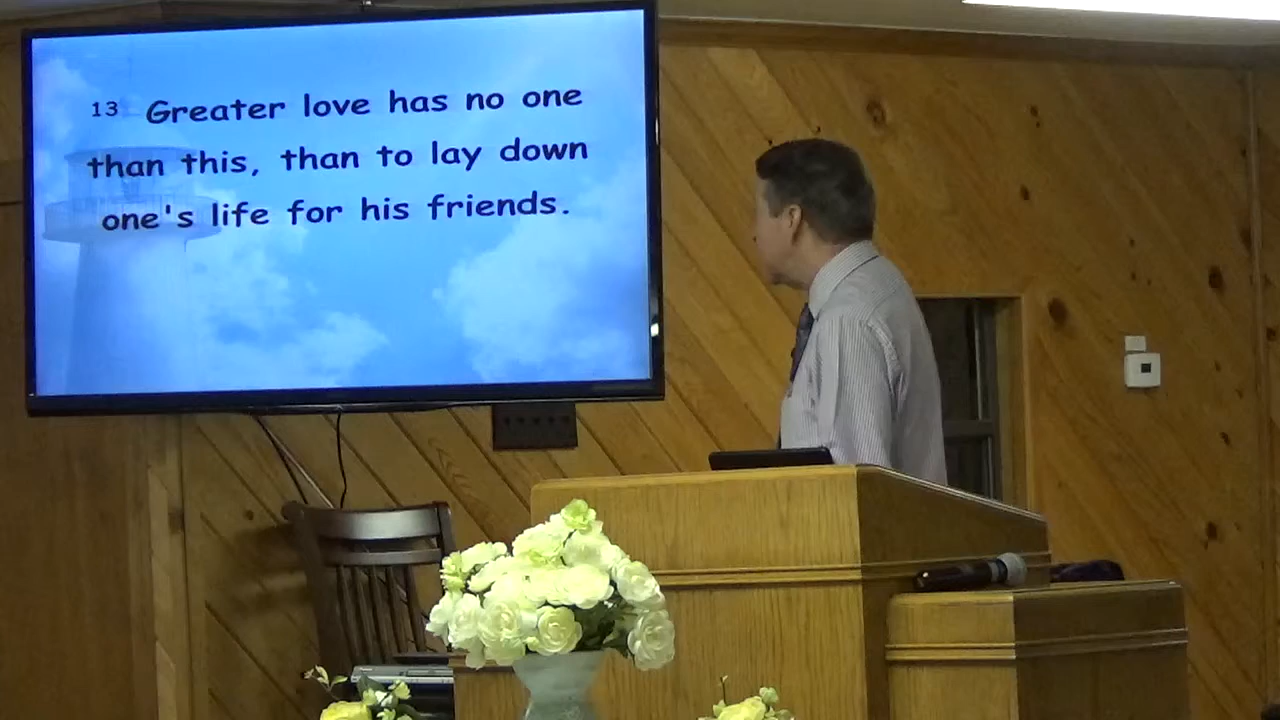 13 Greater love has no one
than this, than to lay down
one's life for his friends.